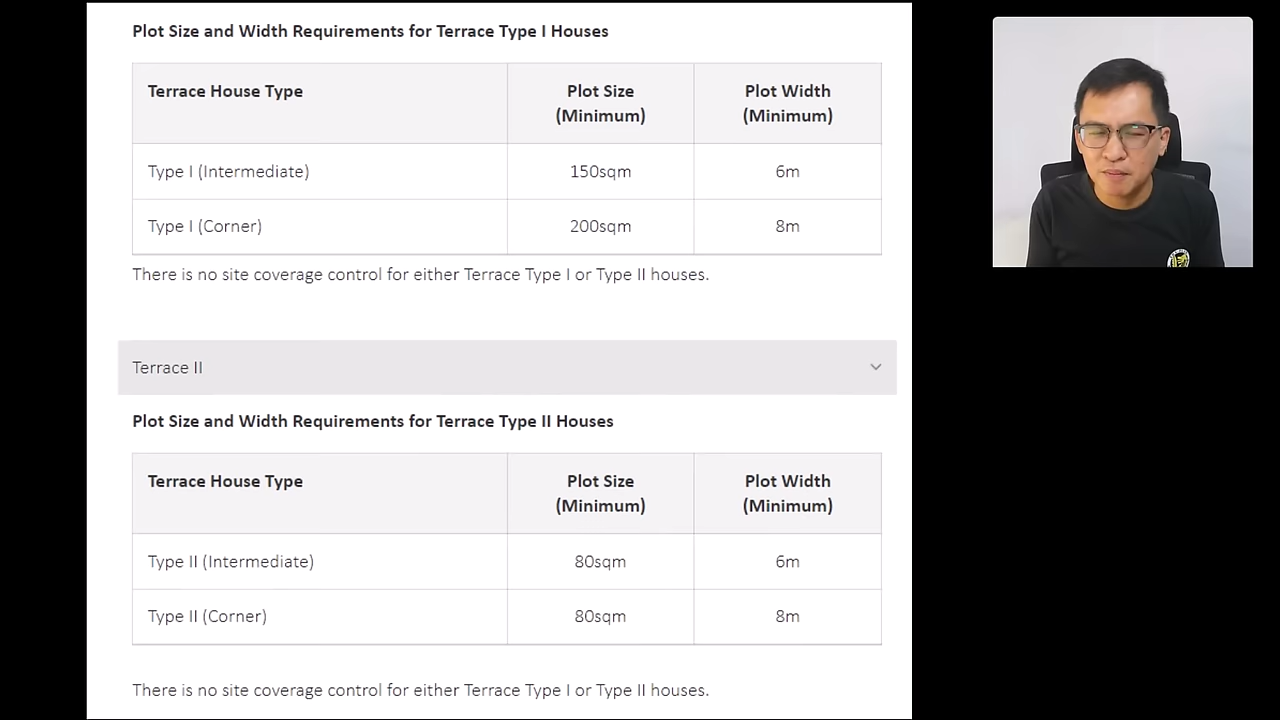 Plot Size and Width Requirements for Terrace Type I Houses
Terrace House Type
Plot Size
(Minimum)
Plot Width
(Minimum)
Type I (Intermediate)
150sqm
6m
Type I (Corner)
200sqm
8m
There is no site coverage control for either Terrace Type I or Type II houses.
Terrace II
Plot Size and Width Requirements for Terrace Type II Houses
Terrace House Type
Plot Size
(Minimum)
Plot Width
(Minimum)
Type II (Intermediate)
80sqm
6m
Type II (Corner)
80sqm
8m
There is no site coverage control for either Terrace Type I or Type II houses.